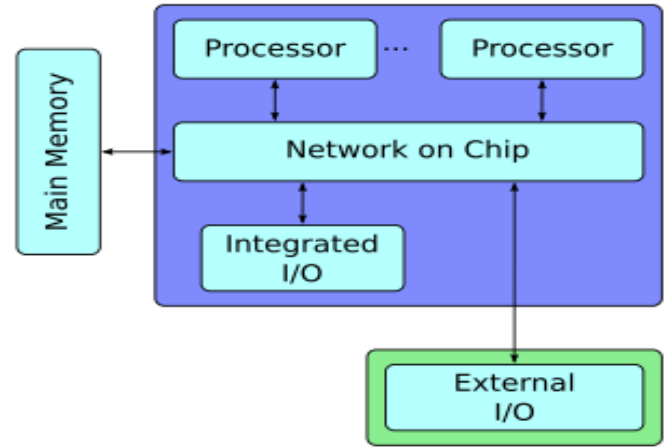 Processor ... Processor
Main Memory
Network on Chip
Integrated
I/O
External
I/O